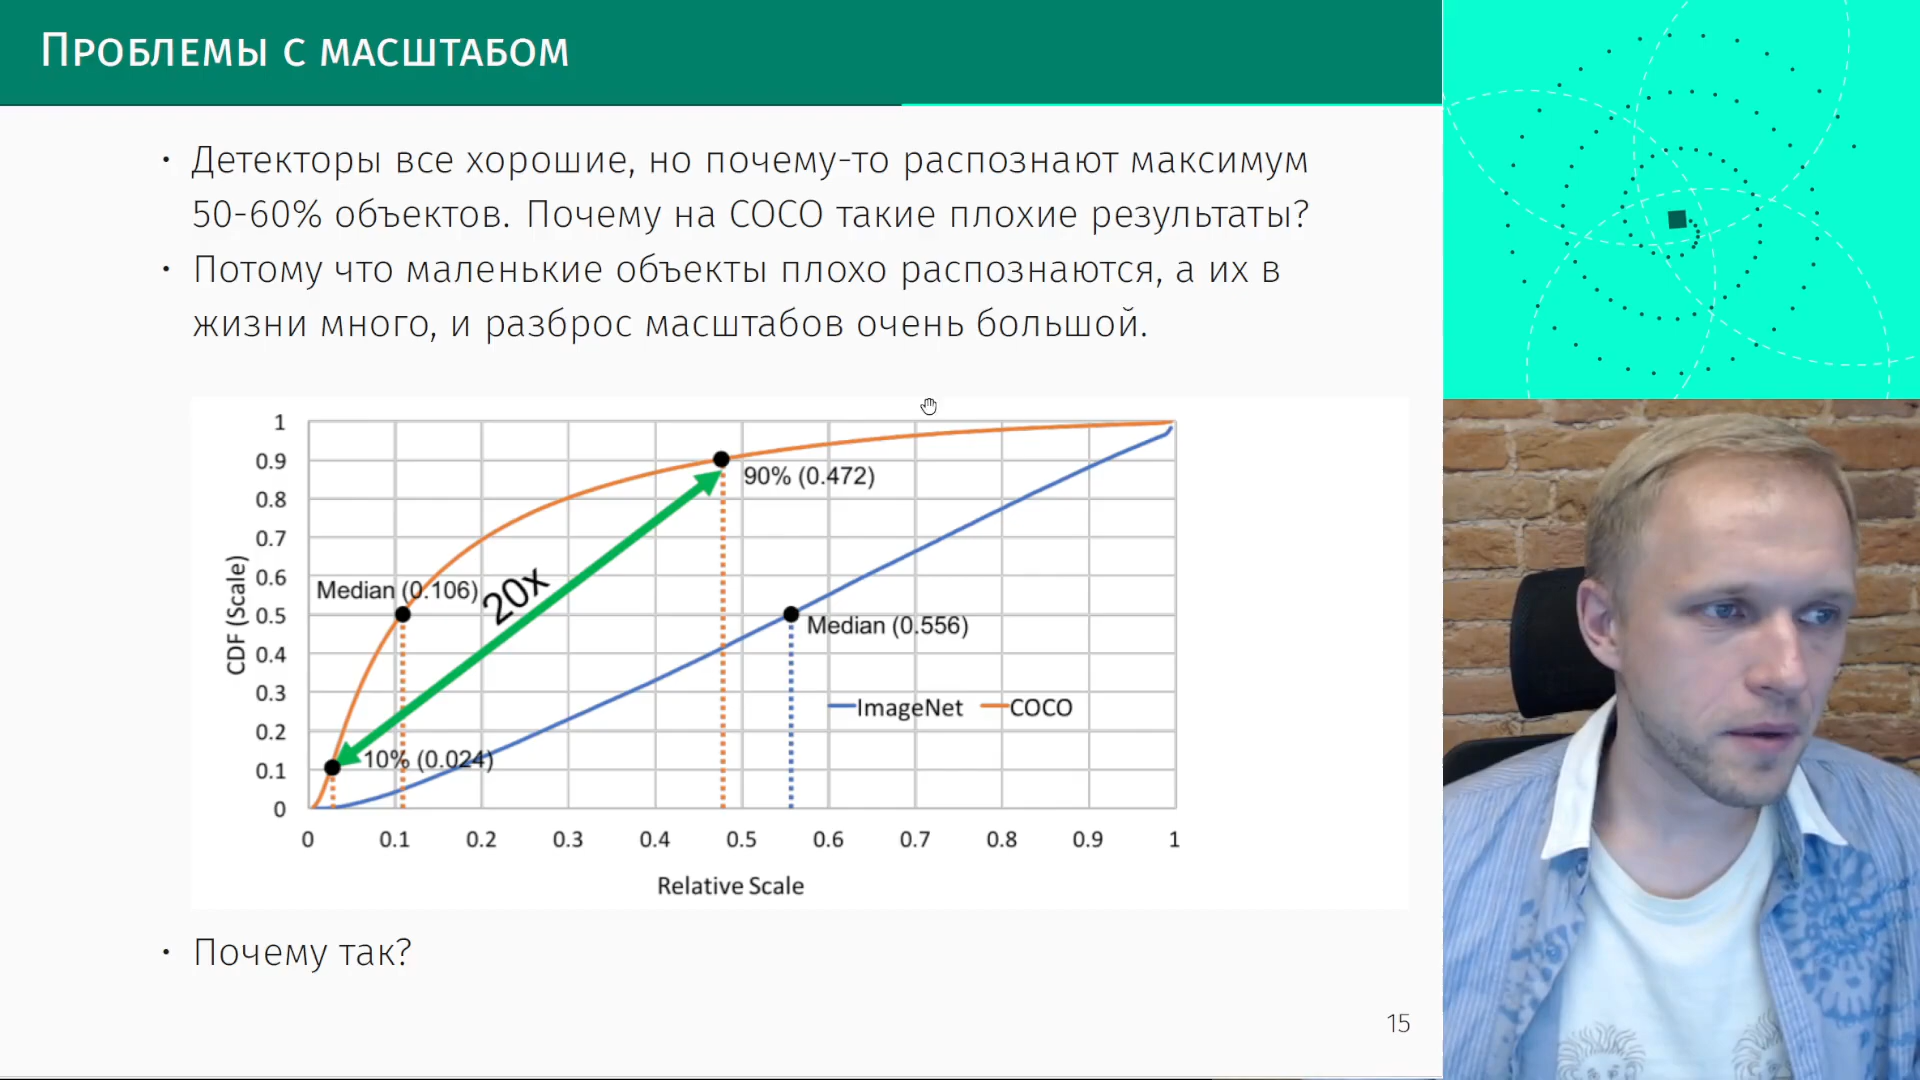 Проблемы с масштабом
• Детекторы все хорошие, но почему-то распознают максимум
50-60% объектов. Почему на COCO такие плохие результаты?
• Потому что маленькие объекты плохо распознаются, а их в
жизни много, и разброс масштабов очень большой.
1
0.9
0.8
0.7
0.6
0.5
0.4
0.3
0.2
0.1
0
CDF (Scale)
90% (0.472)
20x
Median (0.106)
Median (0.556)
ImageNet COCO
10% (0.024)
0 0.1 0.2 0.3 0.4 0.5 0.6 0.7 0.8 0.9 1
Relative Scale
• Почему так?
15